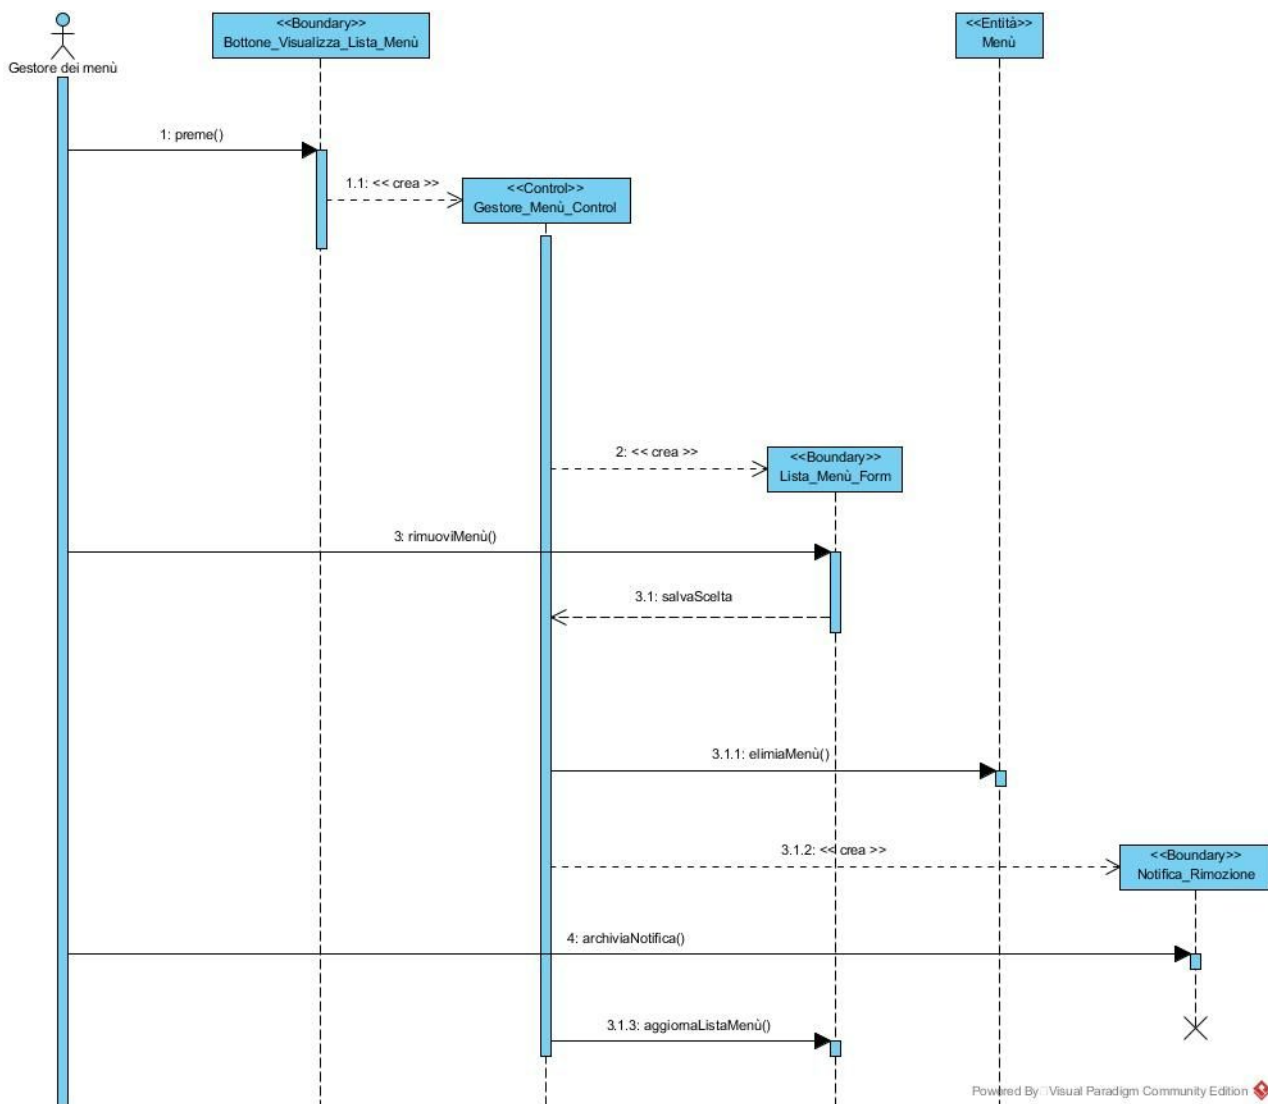 <<Boundary>>
Bottone_Visualizza_Lista_Menù
<<Entità>>
Menù
Gestore dei menù
1: preme()
1.1: << crea >>
<<Control>>
Gestore_Menù_Control
2: << crea >>
<<Boundary>>
Lista_Menù_Form
3: rimuoviMenù()
3.1: salvaScelta
3.1.1: elimiaMenù()
3.1.2: << crea >>
<<Boundary>>
Notifica_Rimozione
4: archiviaNotifica()
3.1.3: aggiornaListaMenù()
Powered By Visual Paradigm Community Edition